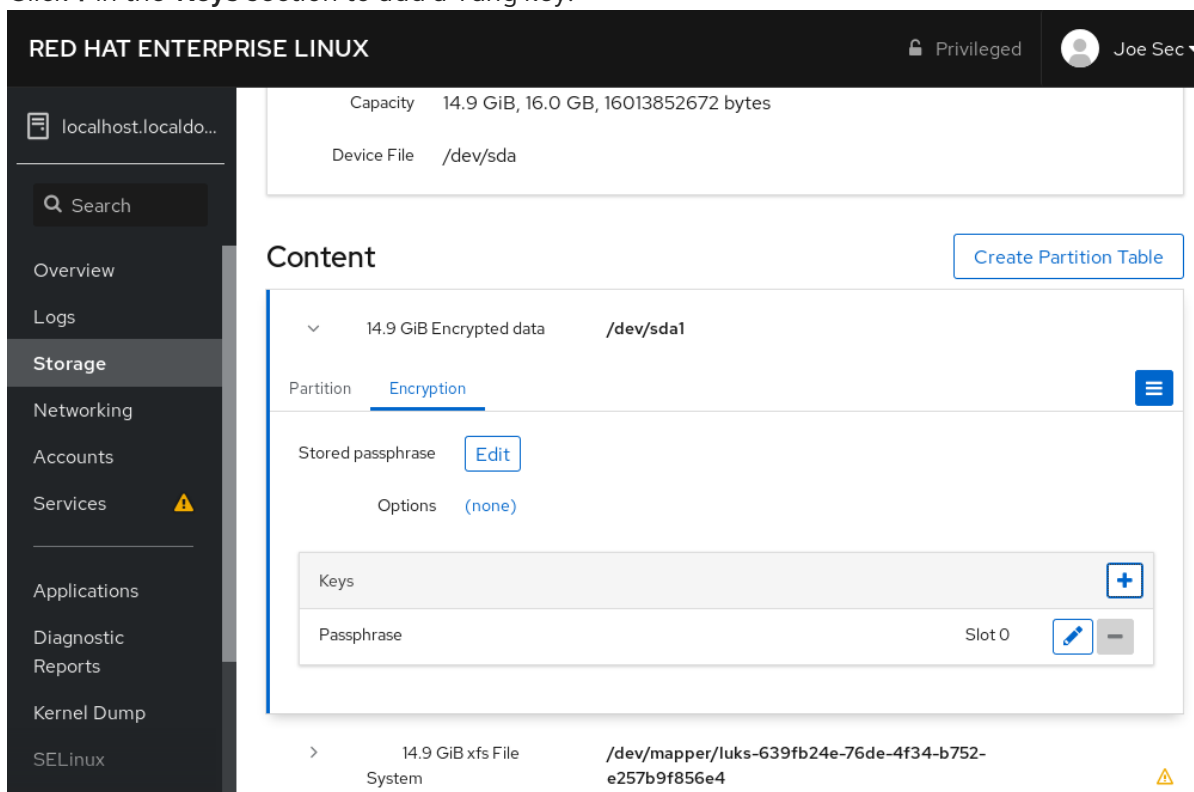 RED HAT ENTERPRISE LINUX
Privileged
Joe Sec
localhost.localdo...
Search
Overview
Logs
Storage
Networking
Accounts
Services
Applications
Diagnostic
Reports
Kernel Dump
SELinux
Capacity 14.9 GiB, 16.0 GB, 16013852672 bytes
Device File /dev/sda
Content
Create Partition Table
14.9 GiB Encrypted data /dev/sda1
Partition Encryption
Stored passphrase Edit
Options (none)
Keys
Passphrase Slot 0
14.9 GiB xfs File
System
/dev/mapper/luks-639fb24e-76de-4f34-b752-
e257b9f856e4